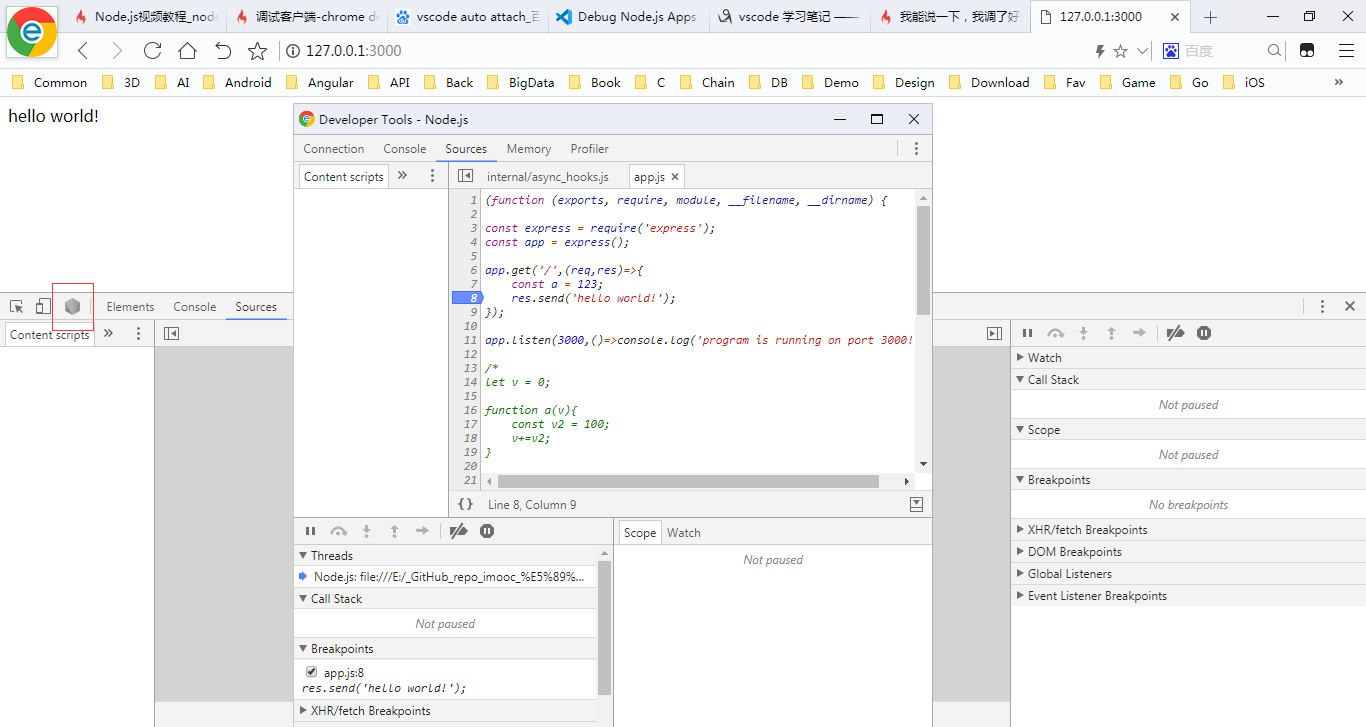 Node.js视频教程_node
调试客户端-chrome de
vscode auto attach_百
Debug Node.js Apps
vscode 学习笔记 ——
我能说一下，我调了好
127.0.0.1:3000
127.0.0.1:3000
百度
Common
3D
AI
Android
Angular
API
Back
BigData
Book
C
Chain
DB
Demo
Design
Download
Fav
Game
Go
iOS
»
hello world!
Developer Tools - Node.js
Connection
Console
Sources
Memory
Profiler
Content scripts
»
internal/async_hooks.js
app.js
1 (function (exports, require, module, __filename, __dirname) {
2
3 const express = require('express');
4 const app = express();
5
6 app.get('/',(req,res)=>{
7 const a = 123;
8 res.send('hello world!');
9 });
10
11 app.listen(3000,()=>console.log('program is running on port 3000!
12
13 /*
14 let v = 0;
15
16 function a(v){
17 const v2 = 100;
18 v+=v2;
19 }
20
21
{ } Line 8, Column 9
Threads
Node.js: file:///E:/_GitHub_repo_imooc_%E5%89%...
Call Stack
Not paused
Breakpoints
app.js:8
res.send('hello world!');
XHR/fetch Breakpoints
Scope
Watch
Not paused
Elements
Console
Sources
Content scripts
»
Watch
Call Stack
Not paused
Scope
Not paused
Breakpoints
No breakpoints
XHR/fetch Breakpoints
DOM Breakpoints
Global Listeners
Event Listener Breakpoints